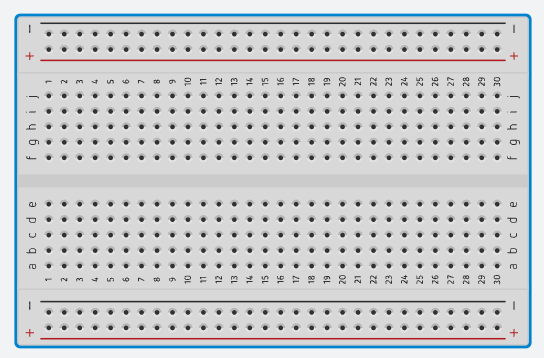 − −
+ +
1 2 3 4 5 6 7 8 9 10 11 12 13 14 15 16 17 18 19 20 21 22 23 24 25 26 27 28 29 30
j j
i i
h h
g g
f f
e e
d d
c c
b b
a a
1 2 3 4 5 6 7 8 9 10 11 12 13 14 15 16 17 18 19 20 21 22 23 24 25 26 27 28 29 30
− −
+ +